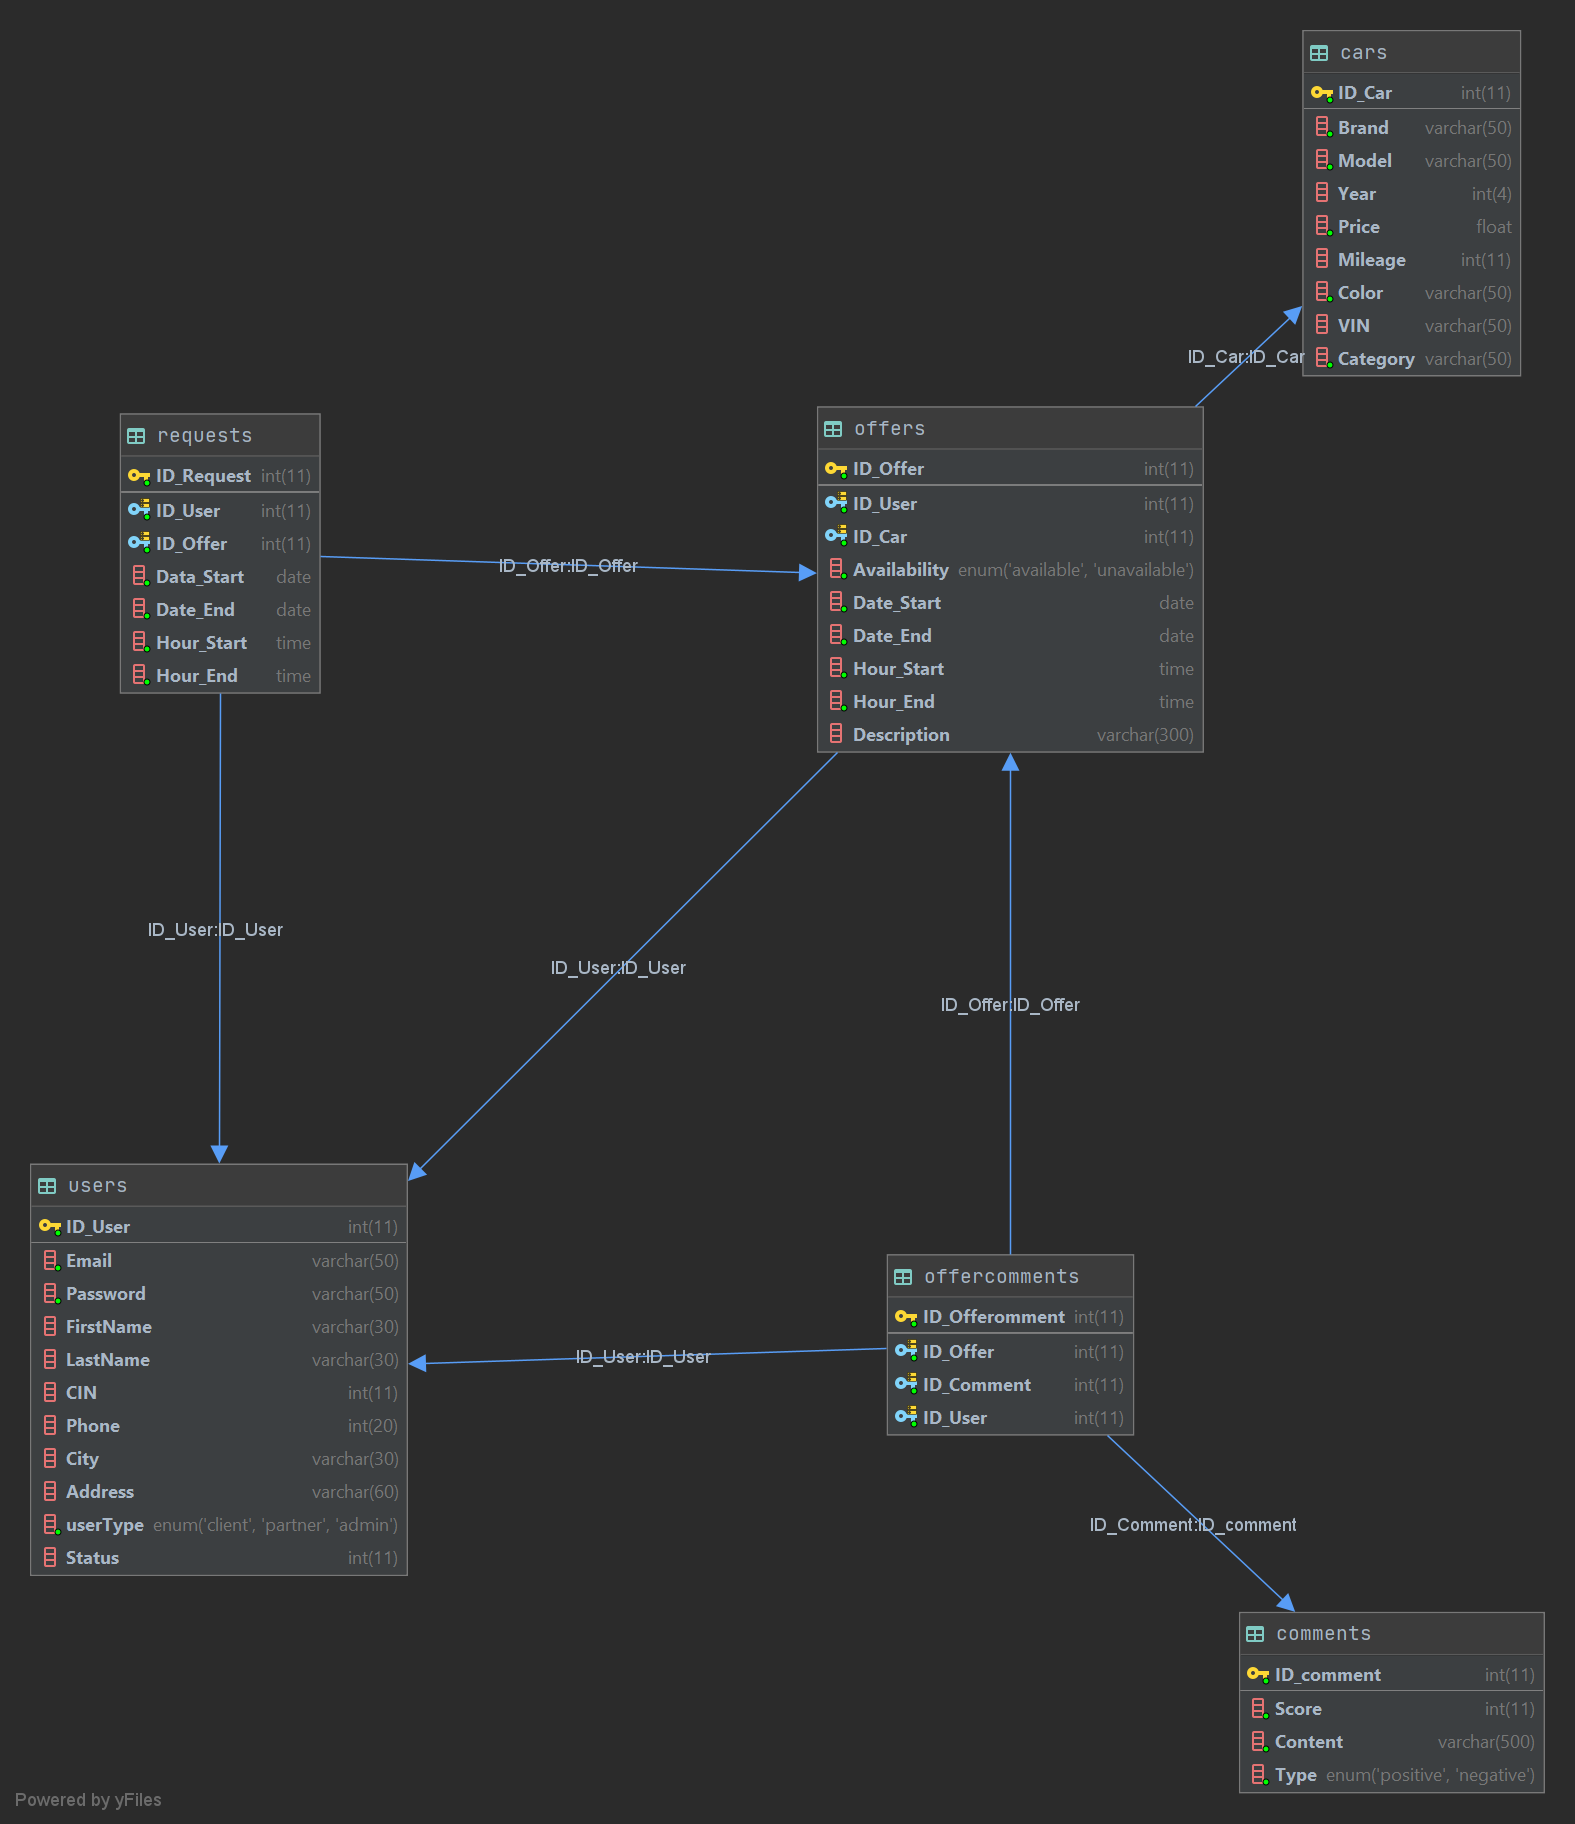 cars
ID_Car int(11)
Brand varchar(50)
Model varchar(50)
Year int(4)
Price float
Mileage int(11)
Color varchar(50)
VIN varchar(50)
Category varchar(50)
ID_Car:ID_Car
requests
ID_Request int(11)
ID_User int(11)
ID_Offer int(11)
Data_Start date
Date_End date
Hour_Start time
Hour_End time
ID_Offer:ID_Offer
offers
ID_Offer int(11)
ID_User int(11)
ID_Car int(11)
Availability enum('available', 'unavailable')
Date_Start date
Date_End date
Hour_Start time
Hour_End time
Description varchar(300)
ID_User:ID_User
ID_User:ID_User
ID_Offer:ID_Offer
users
ID_User int(11)
Email varchar(50)
Password varchar(50)
FirstName varchar(30)
LastName varchar(30)
CIN int(11)
Phone int(20)
City varchar(30)
Address varchar(60)
userType enum('client', 'partner', 'admin')
Status int(11)
ID_User:ID_User
offercomments
ID_Offeromment int(11)
ID_Offer int(11)
ID_Comment int(11)
ID_User int(11)
ID_Comment:ID_comment
comments
ID_comment int(11)
Score int(11)
Content varchar(500)
Type enum('positive', 'negative')
Powered by yFiles